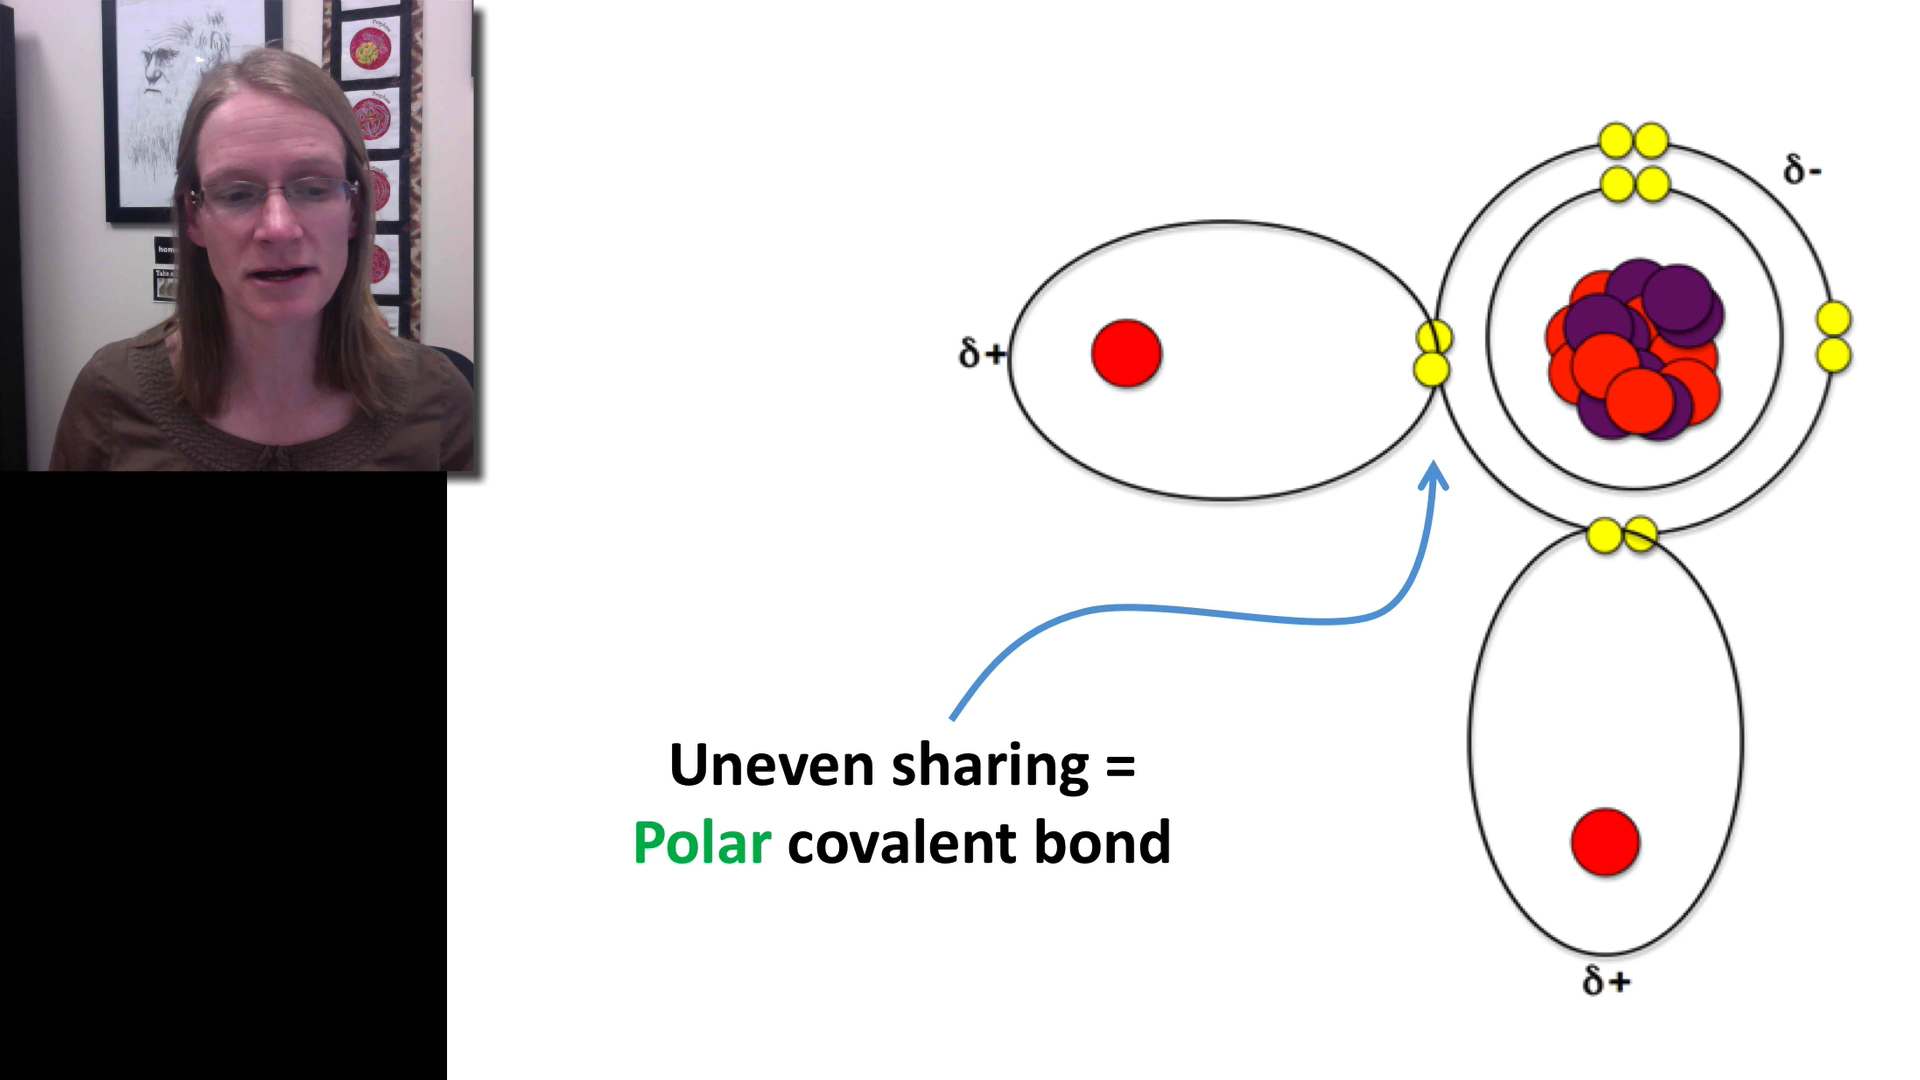 δ-
δ+
Uneven sharing =
Polar covalent bond
δ+